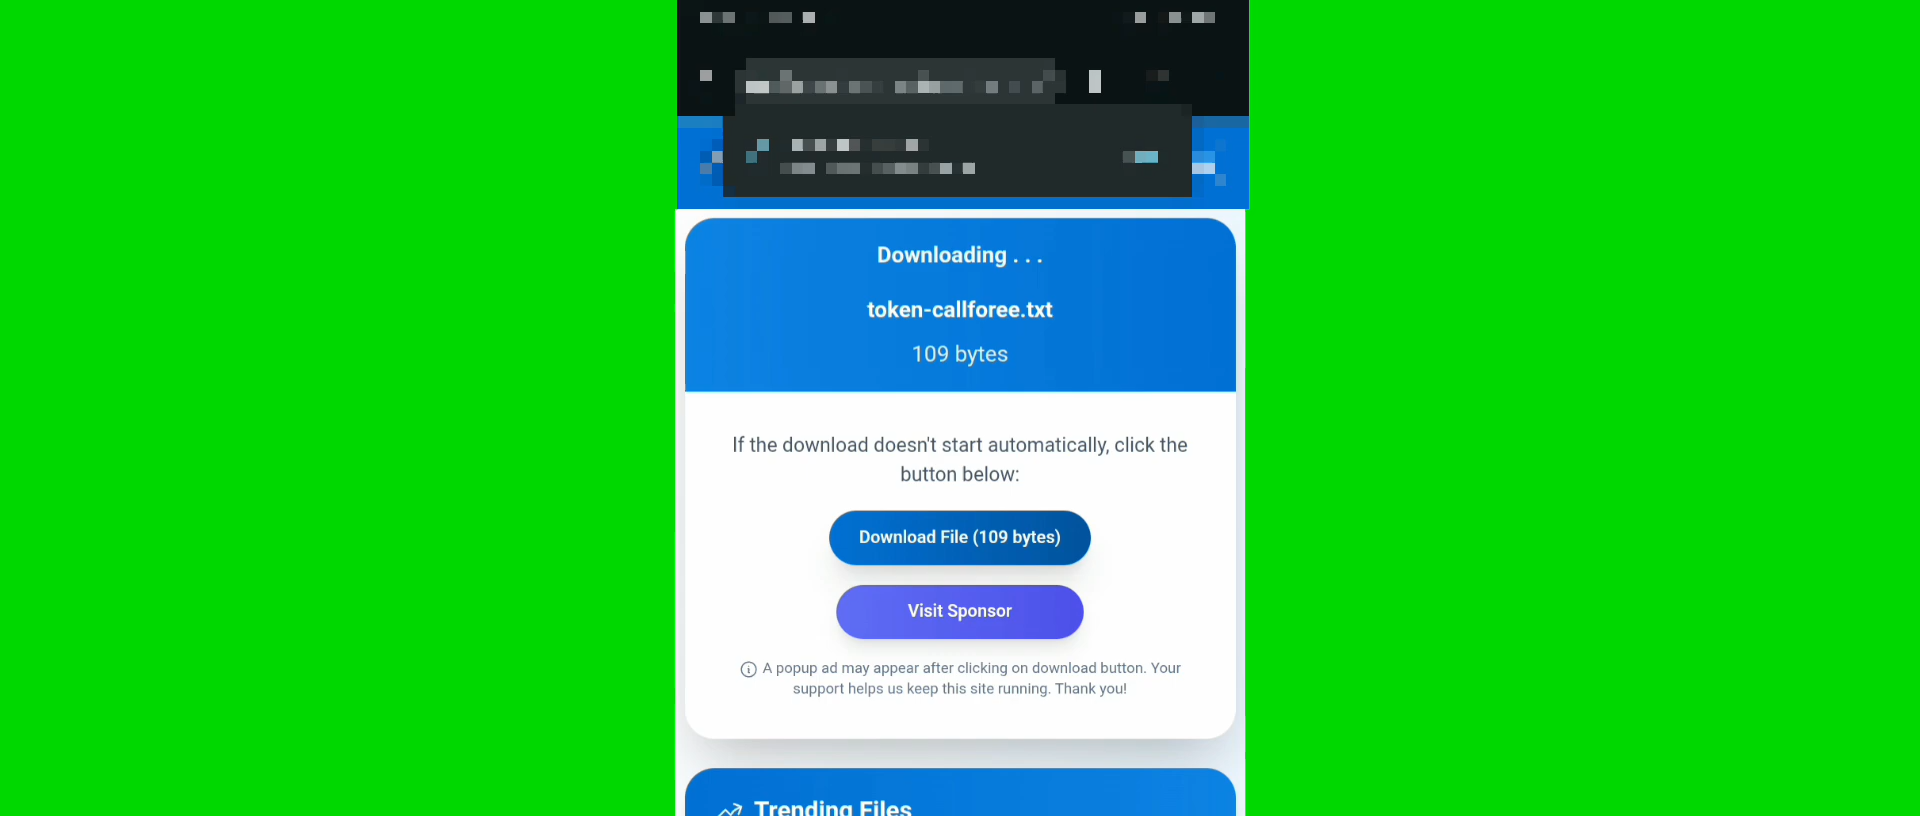 Downloading . . .
token-callforee.txt
109 bytes
If the download doesn't start automatically, click the
button below:
Download File (109 bytes)
Visit Sponsor
A popup ad may appear after clicking on download button. Your
support helps us keep this site running. Thank you!
Trending Files